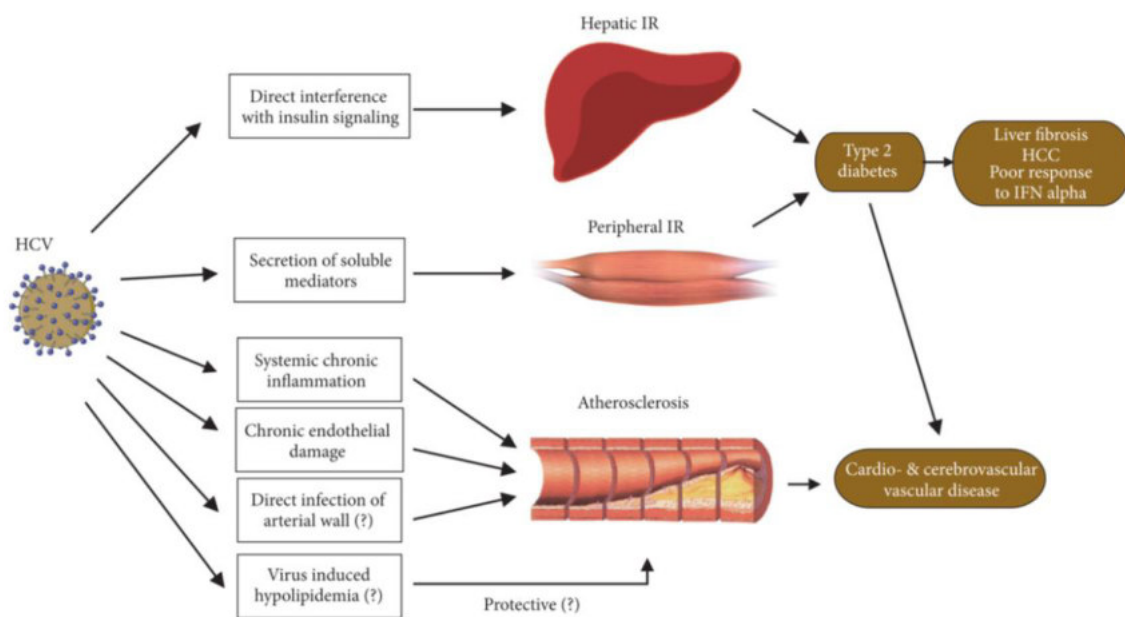 Hepatic IR
Direct interference
with insulin signaling
Type 2
diabetes
Liver fibrosis
HCC
Poor response
to IFN alpha
HCV
Secretion of soluble
mediators
Peripheral IR
Systemic chronic
inflammation
Chronic endothelial
damage
Direct infection of
arterial wall (?)
Virus induced
hypolipidemia (?)
Protective (?)
Atherosclerosis
Cardio- & cerebrovascular
vascular disease